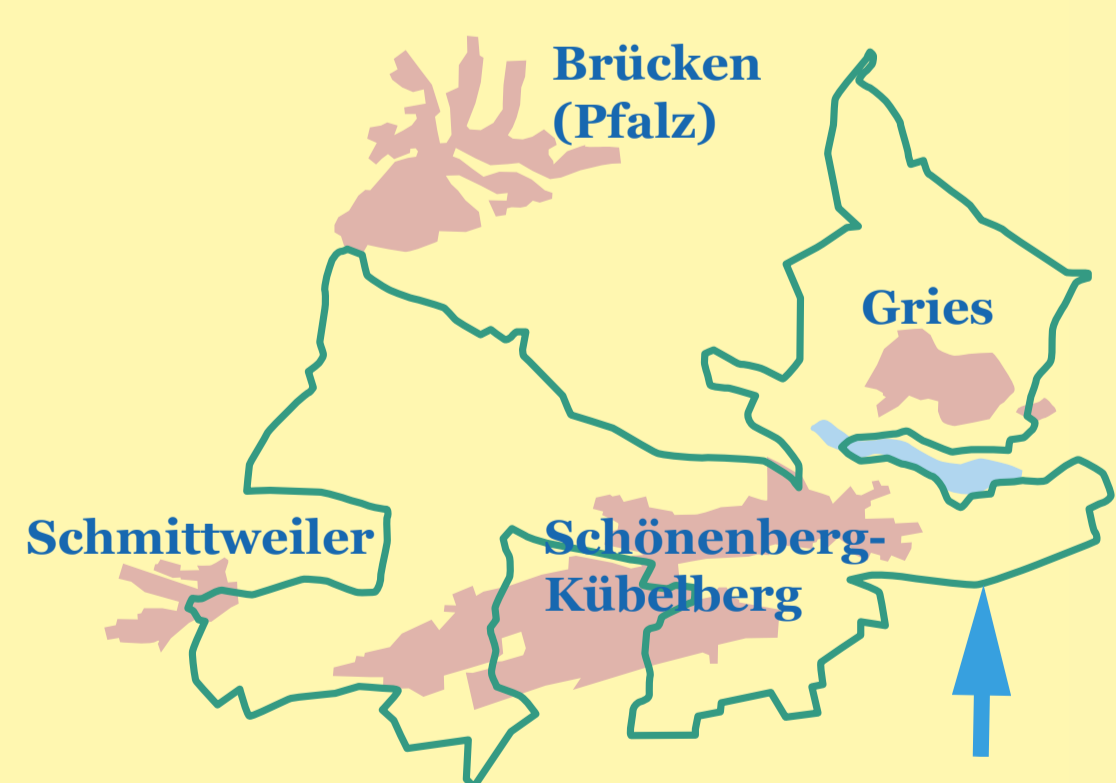 Brücken
(Pfalz)
Gries
Schmittweiler
Schönenberg-
Kübelberg